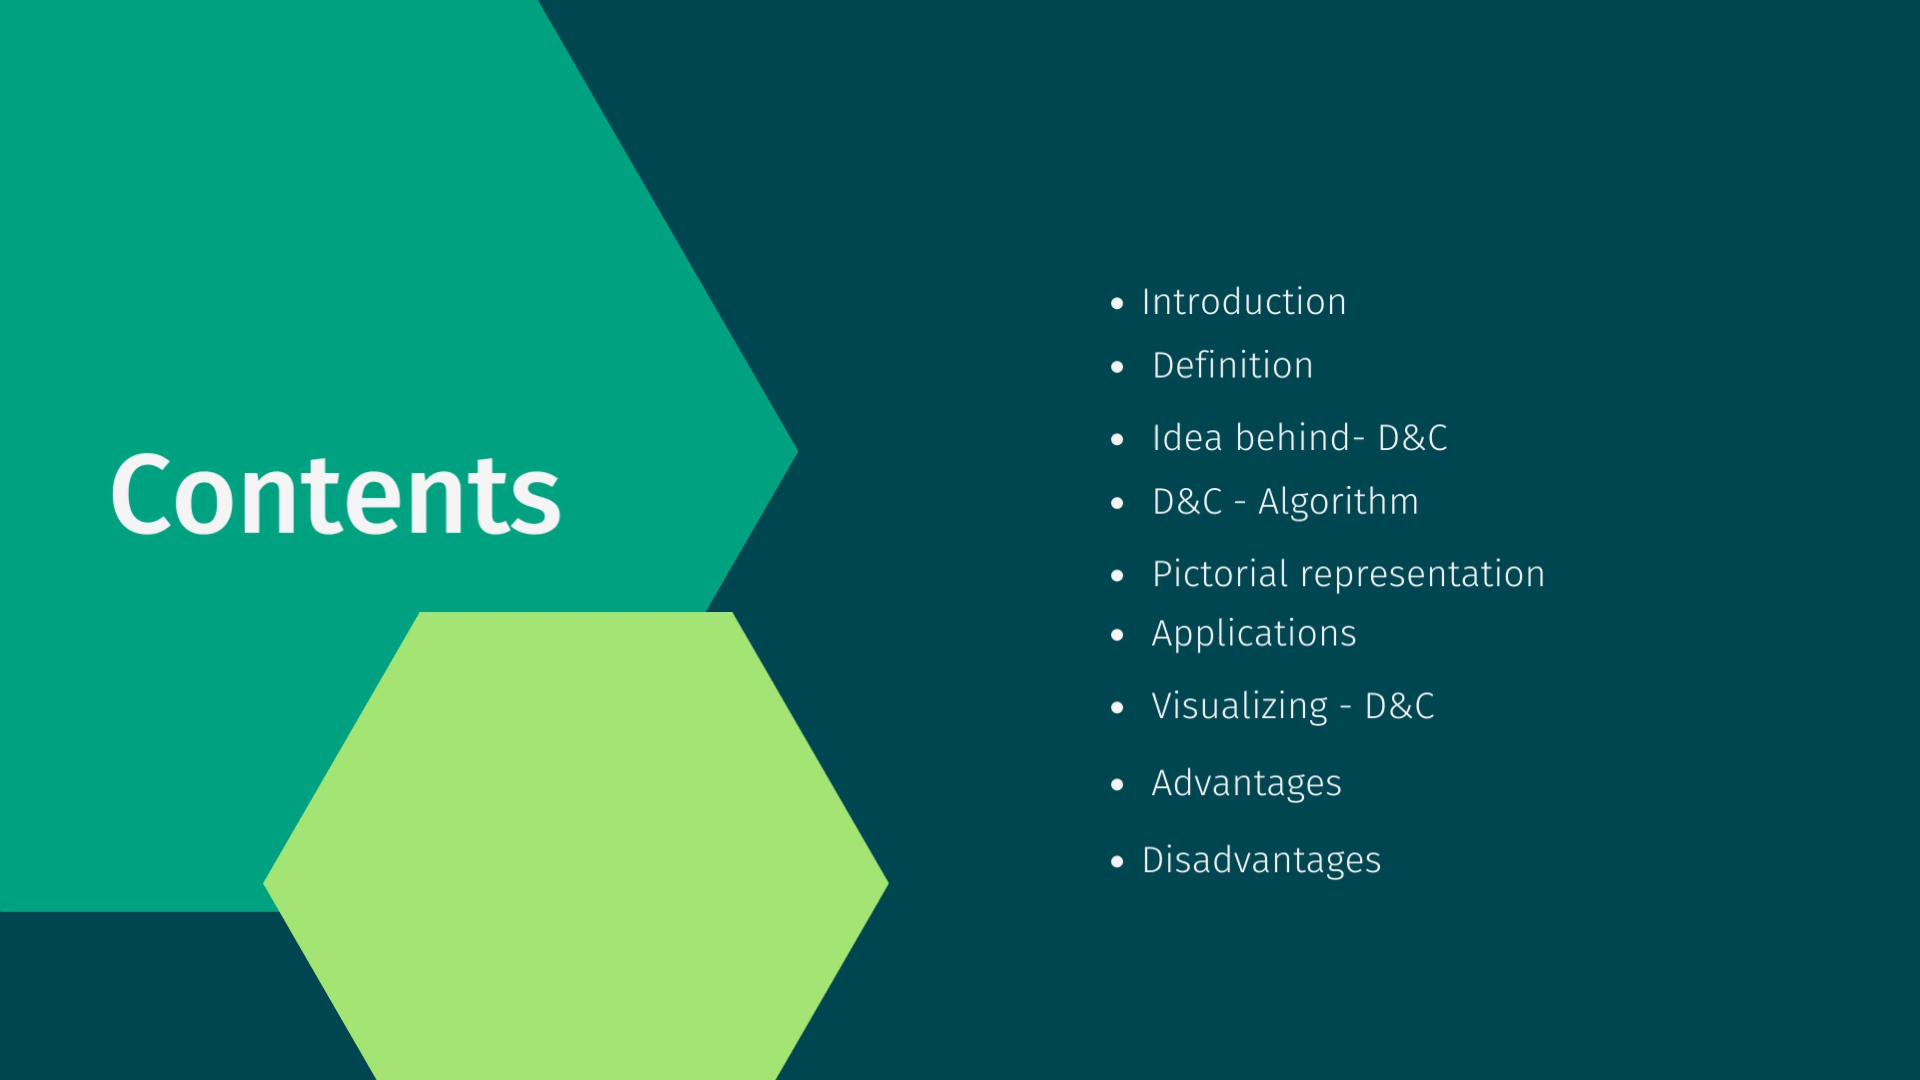 Contents
• Introduction
• Definition
• Idea behind- D&C
• D&C - Algorithm
• Pictorial representation
• Applications
• Visualizing - D&C
• Advantages
• Disadvantages